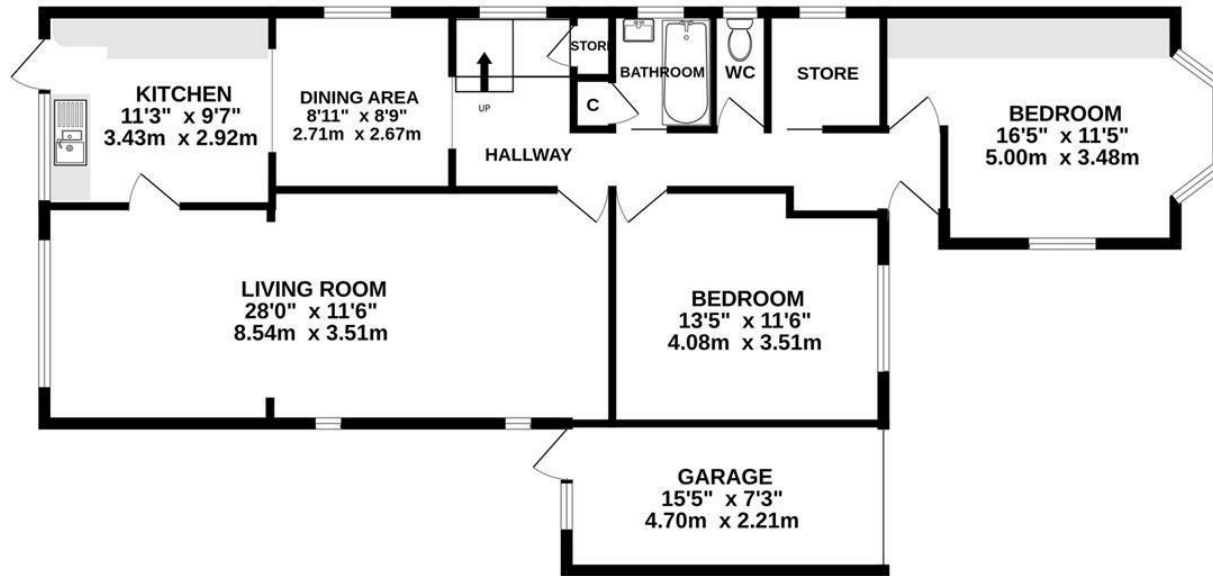 KITCHEN
11'3" x 9'7"
3.43m x 2.92m
DINING AREA
8'11" x 8'9"
2.71m x 2.67m
UP
HALLWAY
STORE
C
BATHROOM
WC
STORE
BEDROOM
16'5" x 11'5"
5.00m x 3.48m
LIVING ROOM
28'0" x 11'6"
8.54m x 3.51m
BEDROOM
13'5" x 11'6"
4.08m x 3.51m
GARAGE
15'5" x 7'3"
4.70m x 2.21m